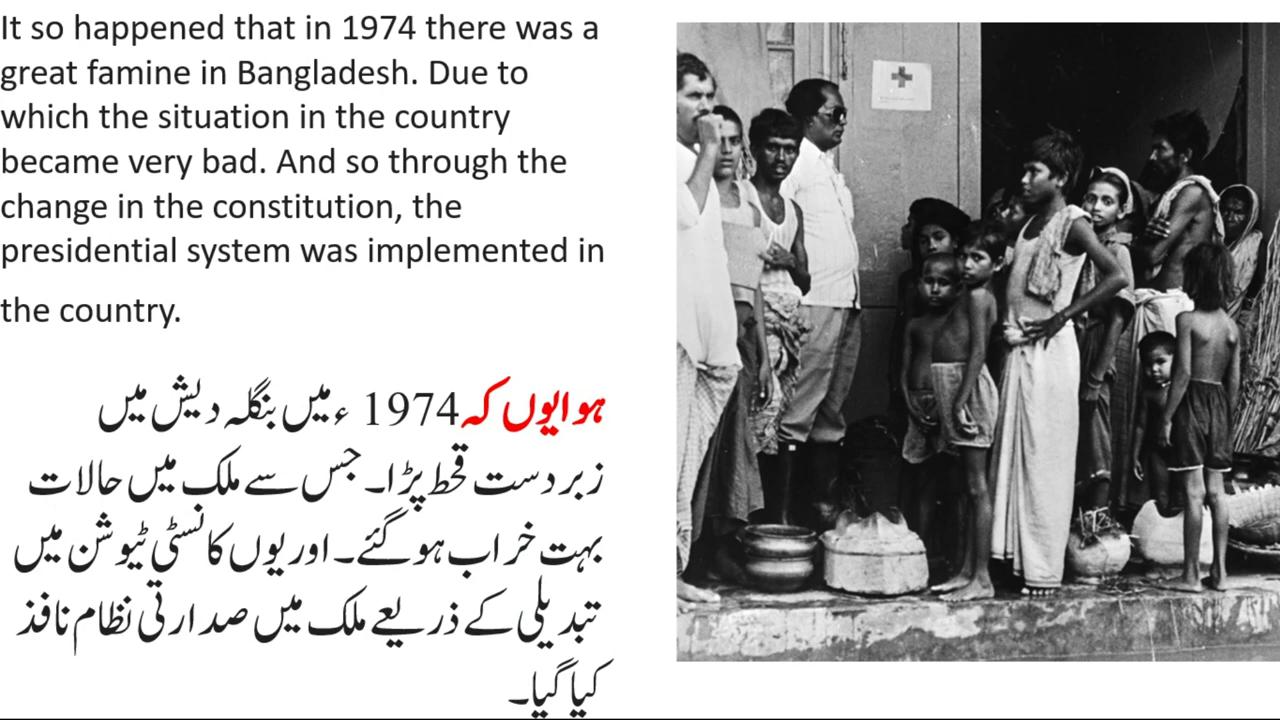 It so happened that in 1974 there was a
great famine in Bangladesh. Due to
which the situation in the country
became very bad. And so through the
change in the constitution, the
presidential system was implemented in
the country.
ہوایوں کہ 1974 ء میں بنگلہ دیش میں
زبردست قحط پڑا۔ جس سے ملک میں حالات
بہت خراب ہوگئے۔ اور یوں کانسٹی ٹیوشن میں
تبدیلی کے ذریعے ملک میں صدارتی نظام نافذ
کیا گیا۔